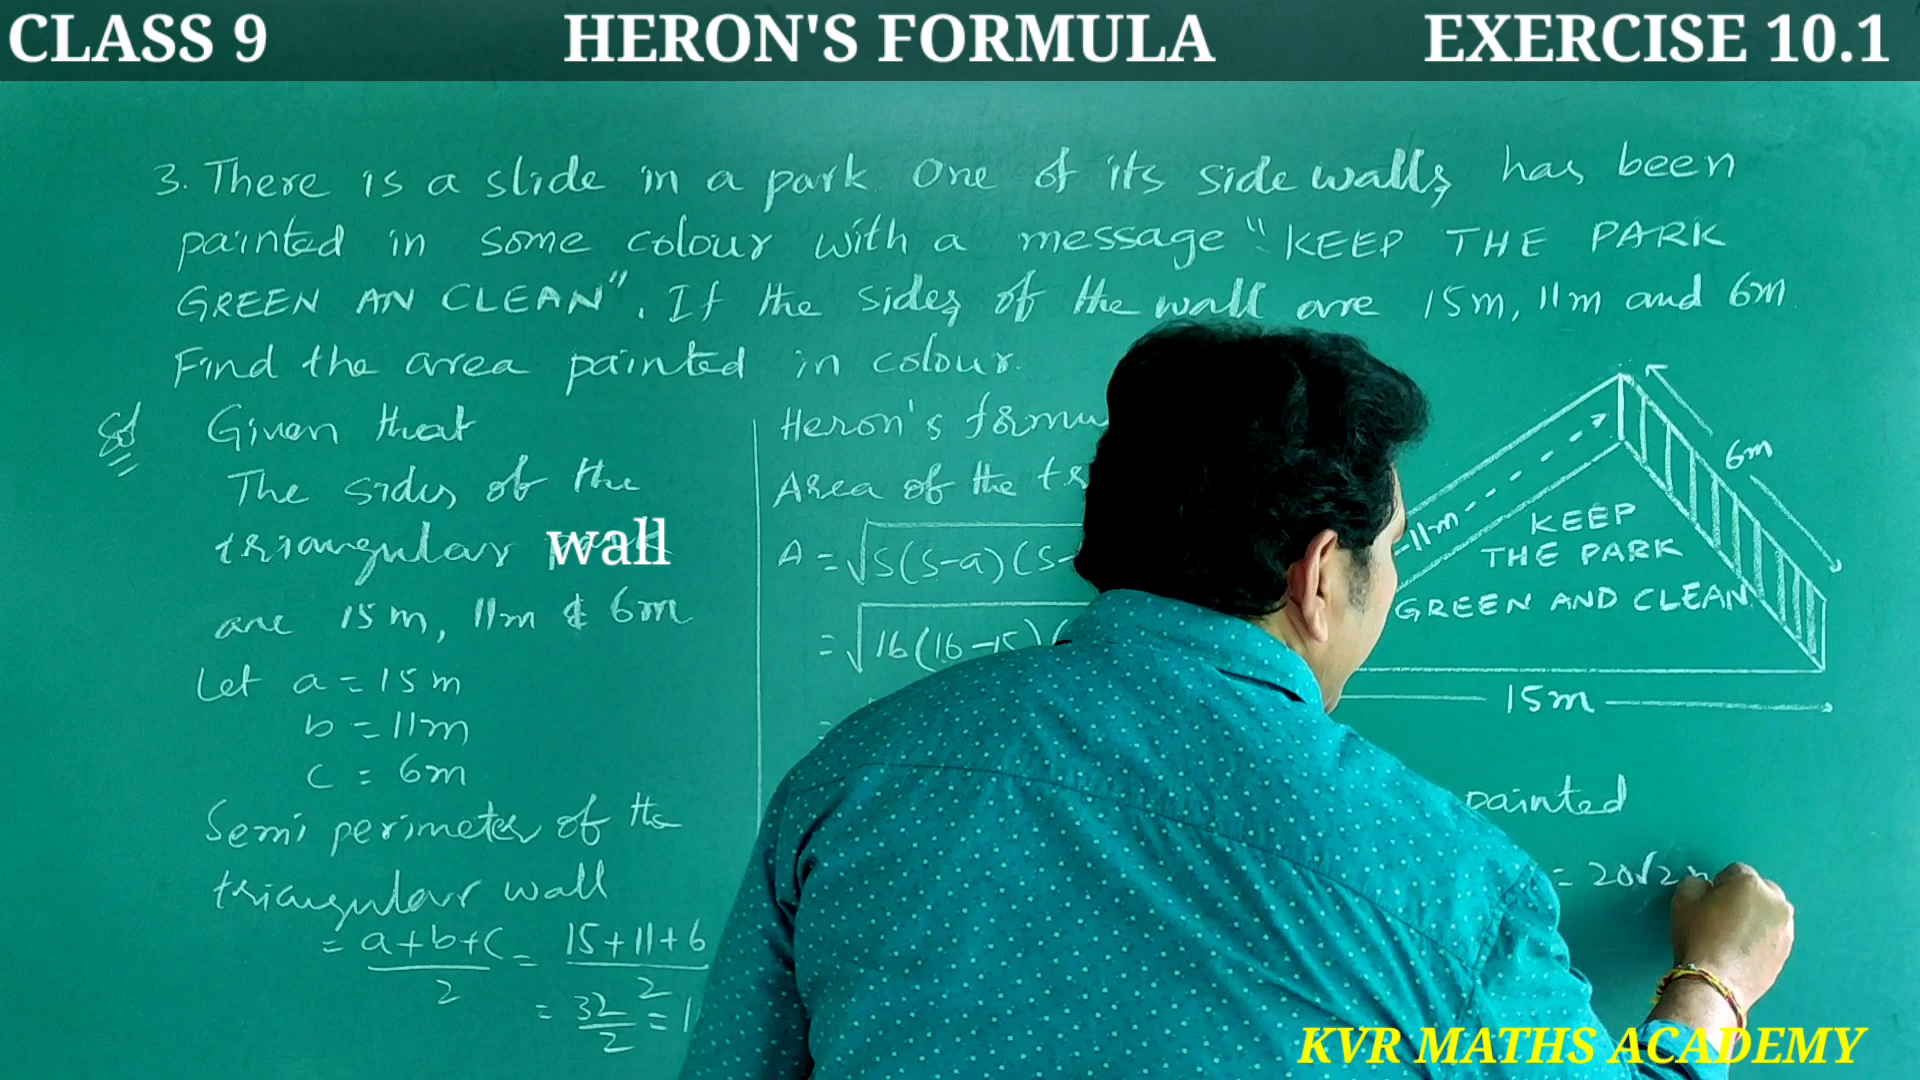 CLASS 9 HERON'S FORMULA EXERCISE 10.1
3. There is a slide in a park. One of its side walls has been
painted in some colour with a message "KEEP THE PARK
GREEN AN CLEAN". If the sides of the wall are 15m, 11m and 6m
Find the area painted in colour.
Sol Given that
The sides of the
triangular wall
are 15m, 11m & 6m
Let a = 15m
b = 11m
c = 6m
Semi perimeter of the
triangular wall
= a+b+c/2 = 15+11+6/2
= 32/2 = 1
Heron's formu
Area of the tr
A = √s(s-a)(s-
= √16(16-15)(
=
6m
11m
KEEP
THE PARK
GREEN AND CLEAN
15m
painted
= 20√2
KVR MATHS ACADEMY